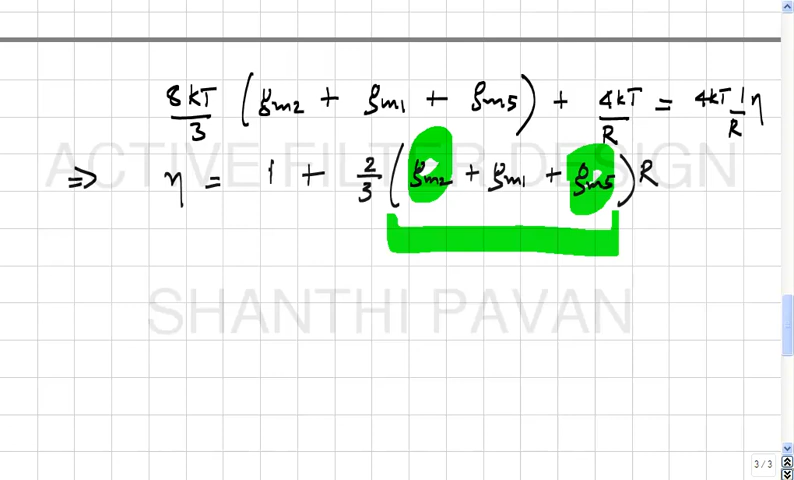 8kT/3 (gm2 + gm1 + gm5) + 4kT/R = 4kT 1/R η
⇒ η = 1 + 2/3 (gm2 + gm1 + gm5) R
ACTIVE FILTER DESIGN
SHANTHI PAVAN
3 / 3